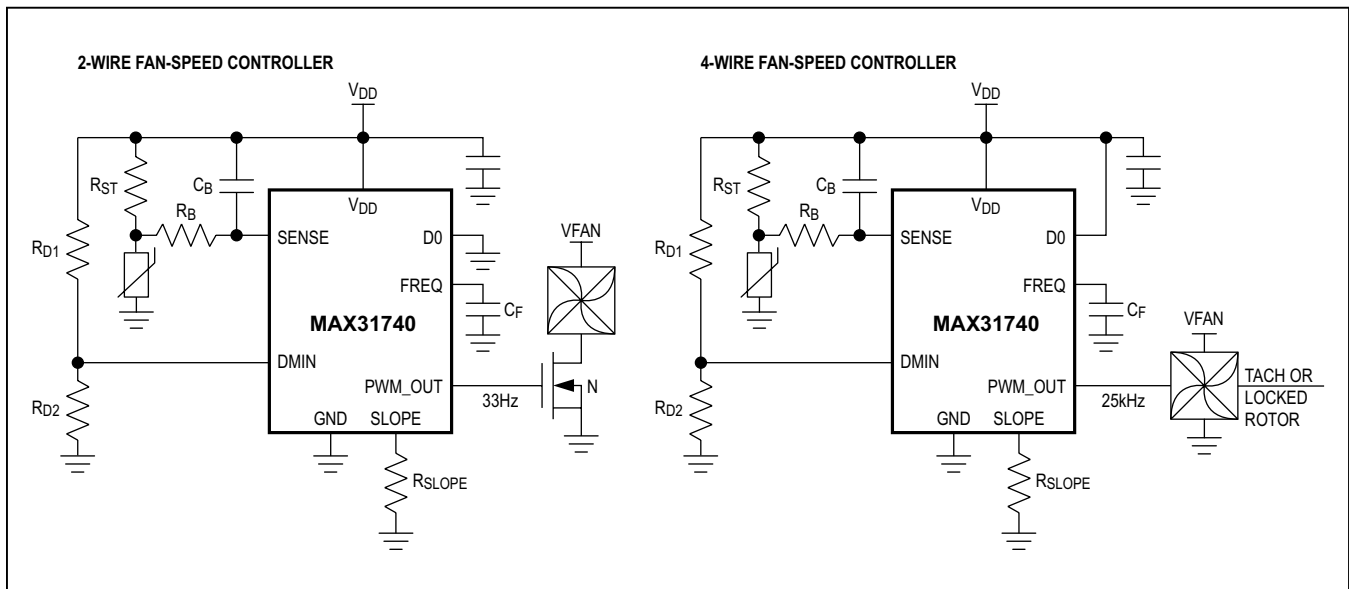 2-WIRE FAN-SPEED CONTROLLER
VDD
RST
CB
RB
VDD
SENSE
D0
VFAN
RD1
FREQ
CF
MAX31740
DMIN
PWM_OUT
N
33Hz
RD2
GND
SLOPE
RSLOPE
4-WIRE FAN-SPEED CONTROLLER
VDD
RST
CB
RB
VDD
SENSE
D0
RD1
FREQ
CF
MAX31740
VFAN
DMIN
PWM_OUT
25kHz
TACH OR
LOCKED
ROTOR
RD2
GND
SLOPE
RSLOPE